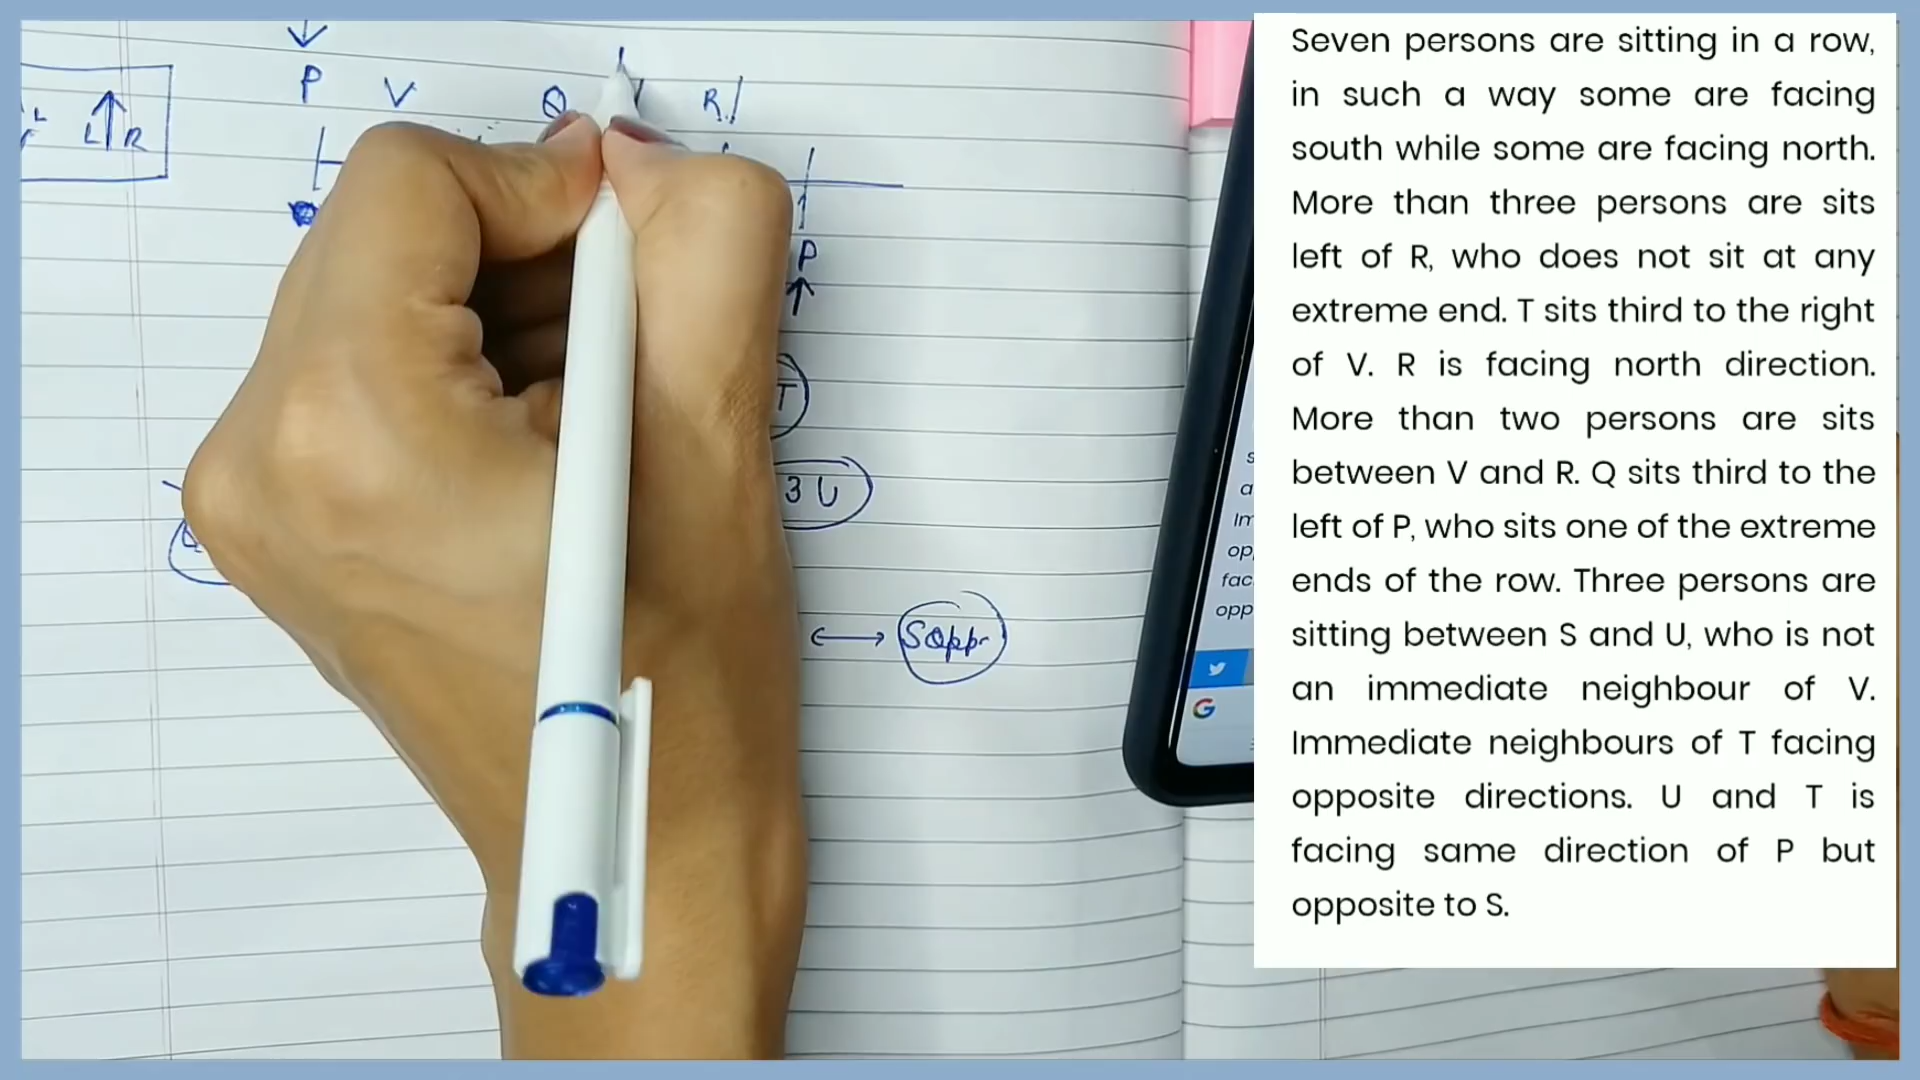 P V Q R
L R
L
P
T
3 U
S Oppr
s
a
Im
op
fac
opp
G
Seven persons are sitting in a row,
in such a way some are facing
south while some are facing north.
More than three persons are sits
left of R, who does not sit at any
extreme end. T sits third to the right
of V. R is facing north direction.
More than two persons are sits
between V and R. Q sits third to the
left of P, who sits one of the extreme
ends of the row. Three persons are
sitting between S and U, who is not
an immediate neighbour of V.
Immediate neighbours of T facing
opposite directions. U and T is
facing same direction of P but
opposite to S.